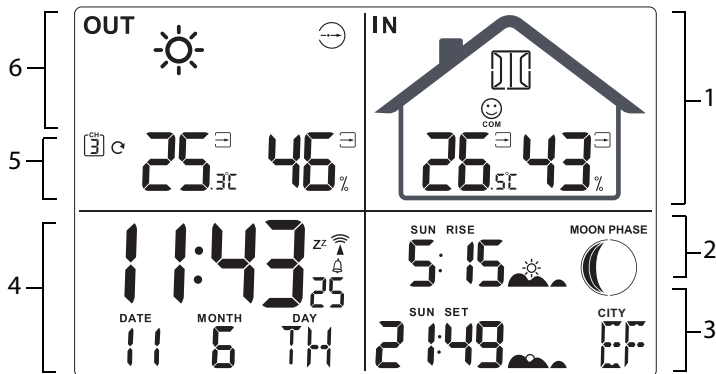 OUT
IN
6
1
COM
5
CH
3
25.3℃
46%
26.5℃
43%
4
11:43
Zz
25
SUN RISE
5:15
MOON PHASE
2
DATE
MONTH
DAY
11
6
TH
SUN SET
21:49
CITY
EF
3